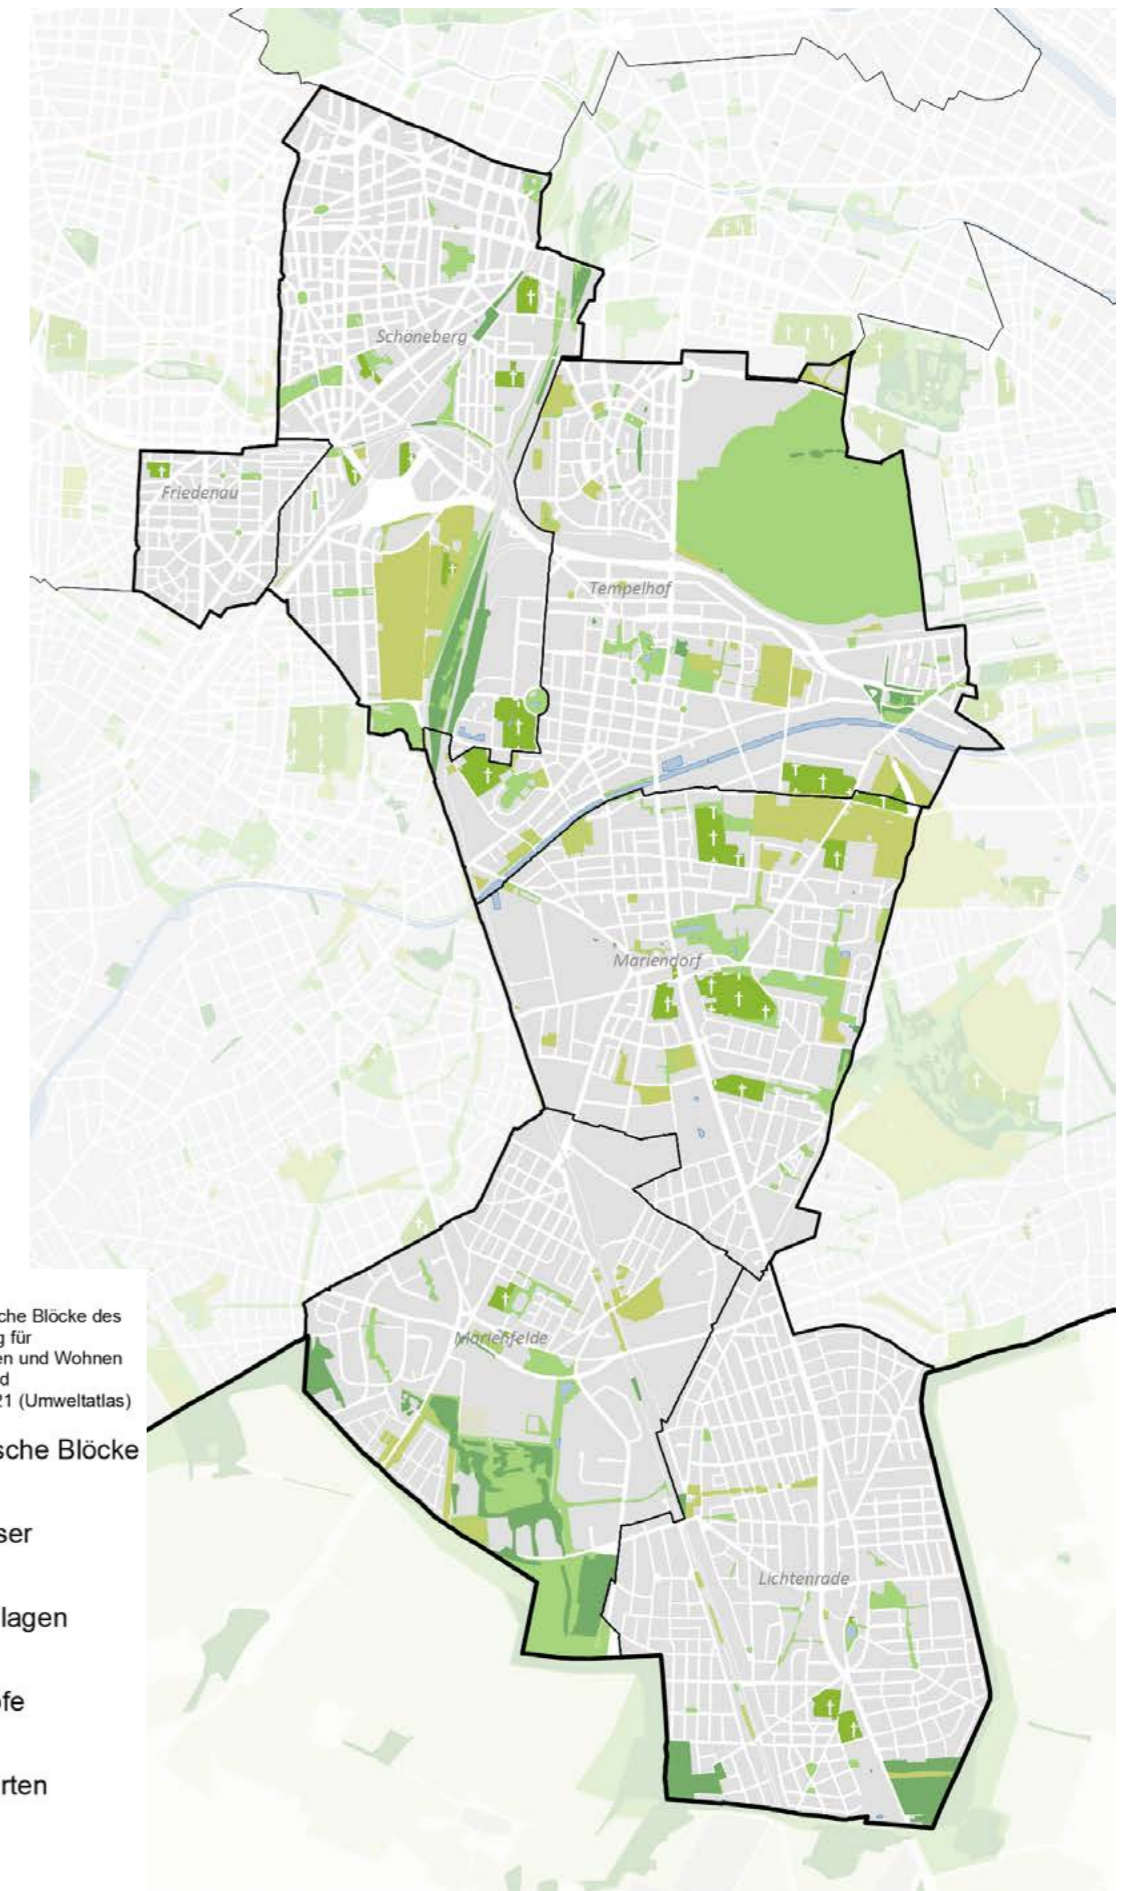 Schöneberg
Friedenau
Tempelhof
Mariendorf
Marienfelde
Lichtenrade
che Blöcke des
g für
en und Wohnen
d
21 (Umweltatlas)
sche Blöcke
ser
lagen
fe
rten